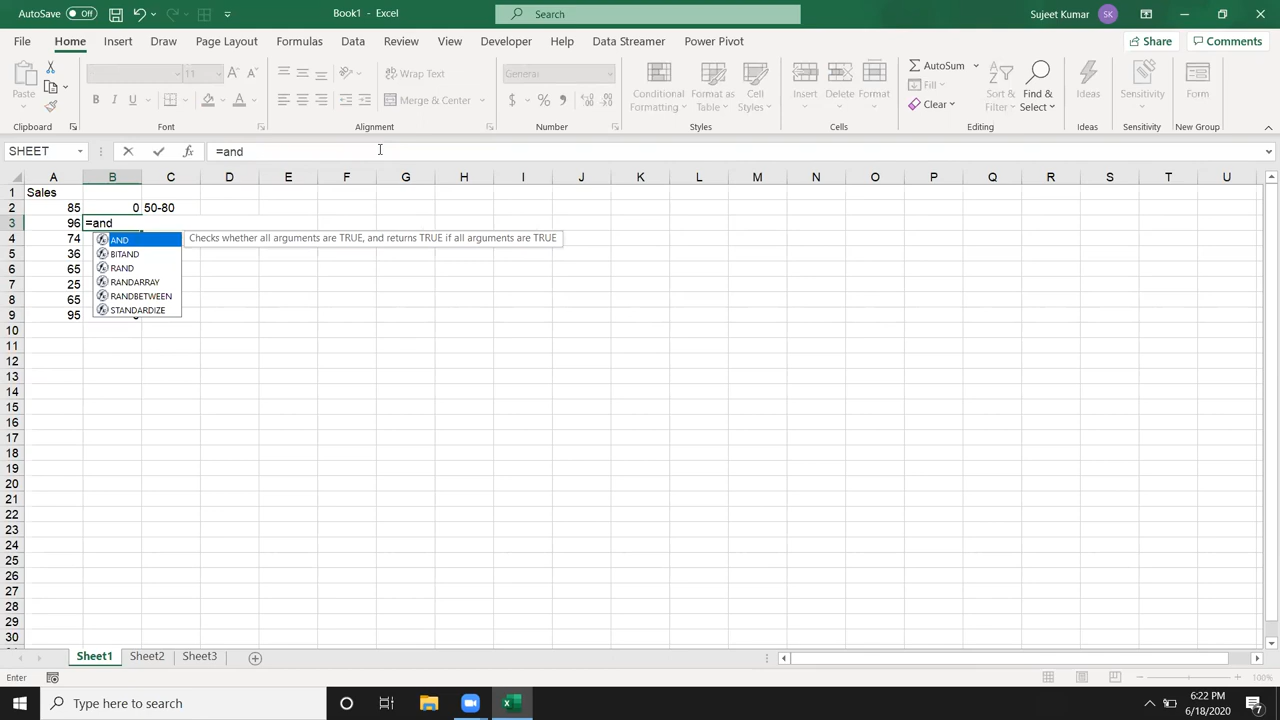 AutoSave Off Book1 - Excel Search Sujeet Kumar SK
File Home Insert Draw Page Layout Formulas Data Review View Developer Help Data Streamer Power Pivot Share Comments
Paste 11 Wrap Text General Conditional Formatting Format as Table Cell Styles Insert Delete Format AutoSum Fill Clear Sort & Filter Find & Select Ideas Sensitivity Form
B I U Merge & Center $ %
Clipboard Font Alignment Number Styles Cells Editing Ideas Sensitivity New Group
SHEET fx =and
A B C D E F G H I J K L M N O P Q R S T U
1 Sales
2 85 0 50-80
3 96 =and
AND Checks whether all arguments are TRUE, and returns TRUE if all arguments are TRUE
4 74
BITAND
5 36
RAND
6 65
RANDARRAY
7 25
RANDBETWEEN
8 65
STANDARDIZE
9 95
10
11
12
13
14
15
16
17
18
19
20
21
22
23
24
25
26
27
28
29
30
Sheet1 Sheet2 Sheet3
Enter 100%
Type here to search 6:22 PM
6/18/2020